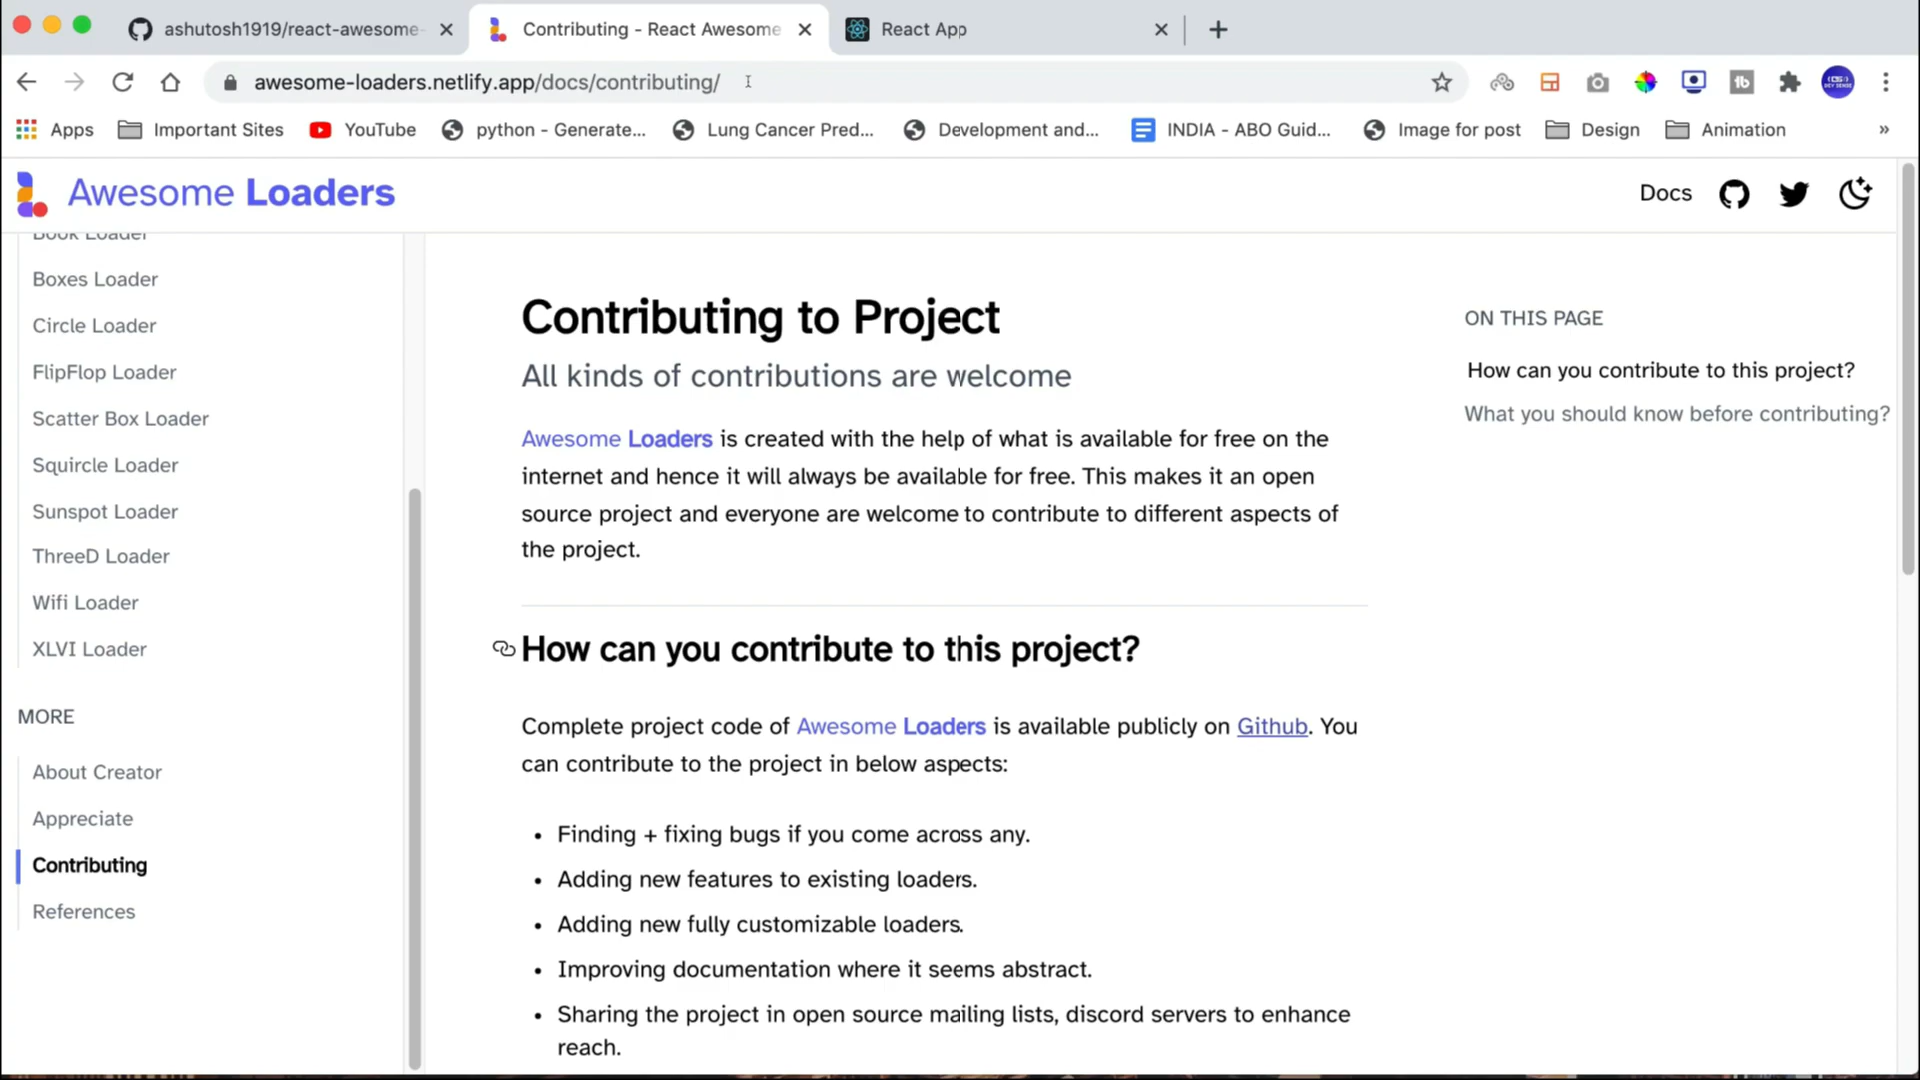 ashutosh1919/react-awesome-
Contributing - React Awesome
React App
awesome-loaders.netlify.app/docs/contributing/
Apps
Important Sites
YouTube
python - Generate...
Lung Cancer Pred...
Development and...
INDIA - ABO Guid...
Image for post
Design
Animation
»
Awesome Loaders
Docs
Book Loader
Boxes Loader
Circle Loader
FlipFlop Loader
Scatter Box Loader
Squircle Loader
Sunspot Loader
ThreeD Loader
Wifi Loader
XLVI Loader
MORE
About Creator
Appreciate
Contributing
References
Contributing to Project
All kinds of contributions are welcome
Awesome Loaders is created with the help of what is available for free on the
internet and hence it will always be available for free. This makes it an open
source project and everyone are welcome to contribute to different aspects of
the project.
How can you contribute to this project?
Complete project code of Awesome Loaders is available publicly on Github. You
can contribute to the project in below aspects:
• Finding + fixing bugs if you come across any.
• Adding new features to existing loaders.
• Adding new fully customizable loaders.
• Improving documentation where it seems abstract.
• Sharing the project in open source mailing lists, discord servers to enhance
reach.
ON THIS PAGE
How can you contribute to this project?
What you should know before contributing?